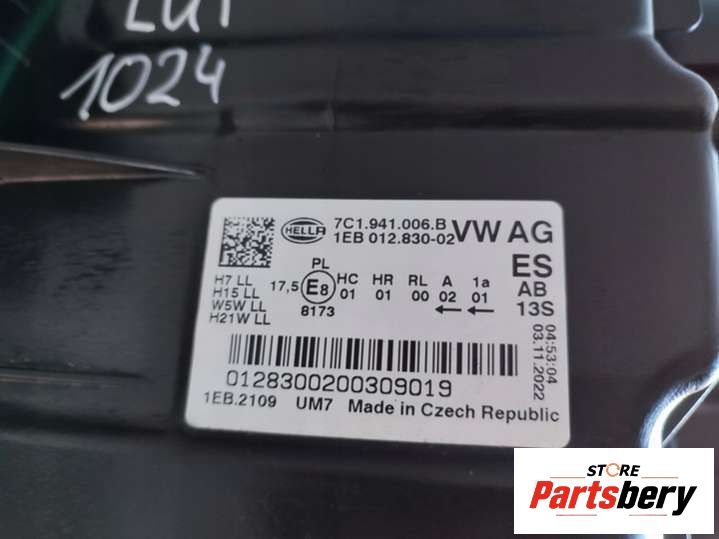 1024
HELLA
7C1.941.006.B
1EB 012.830-02
VW AG
ES
AB
13S
PL
17,5 E8 HC HR RL A 1a
8173 01 01 00 02 01
H7 LL
H15 LL
W5W LL
H21W LL
← ←
04:53:04
03.11.2022
0128300200309019
1EB.2109 UM7 Made in Czech Republic
STORE
Partsbery